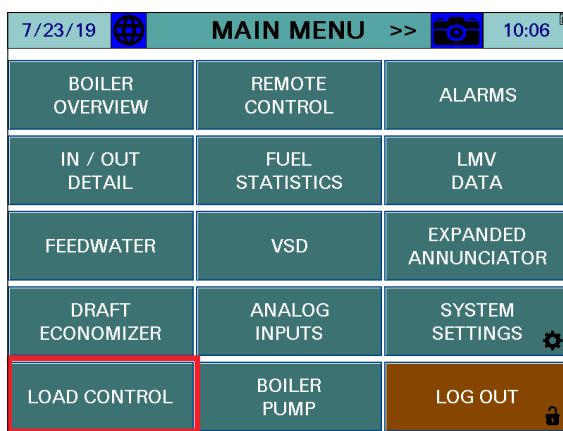 7/23/19 MAIN MENU >> 10:06
BOILER
OVERVIEW
REMOTE
CONTROL
ALARMS
IN / OUT
DETAIL
FUEL
STATISTICS
LMV
DATA
FEEDWATER
VSD
EXPANDED
ANNUNCIATOR
DRAFT
ECONOMIZER
ANALOG
INPUTS
SYSTEM
SETTINGS
LOAD CONTROL
BOILER
PUMP
LOG OUT